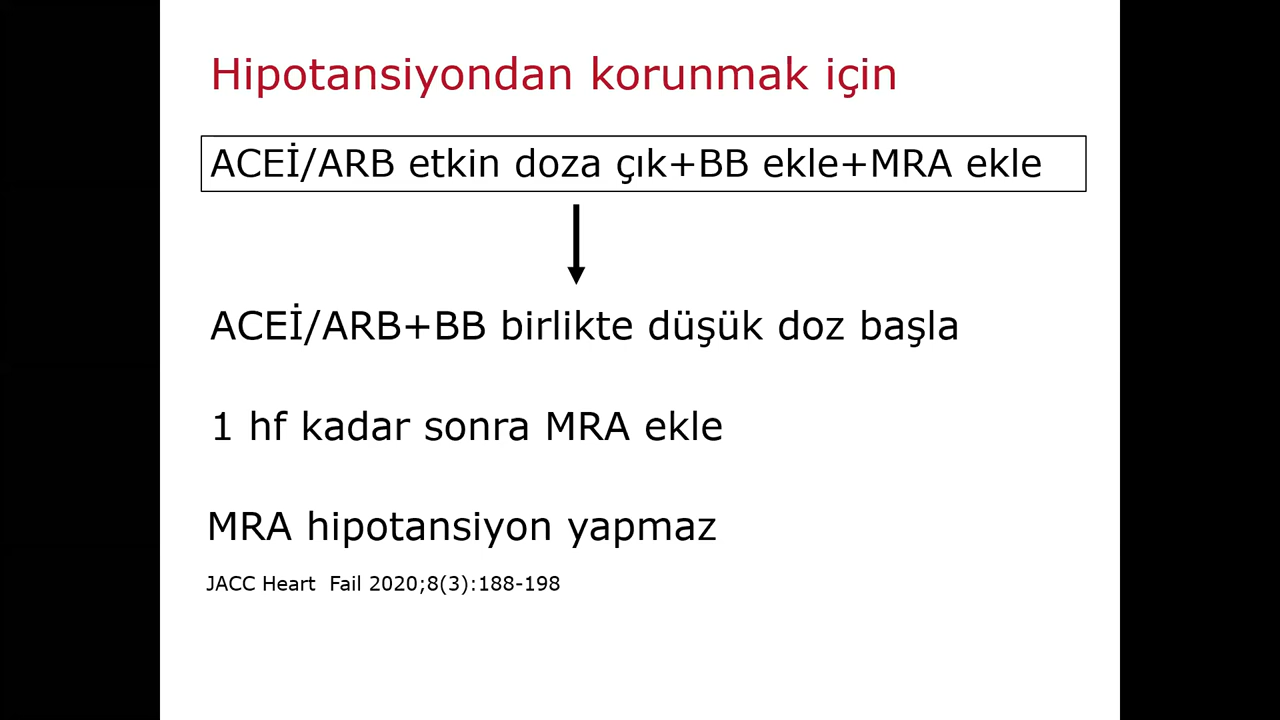 Hipotansiyondan korunmak için
ACEİ/ARB etkin doza çık+BB ekle+MRA ekle
ACEİ/ARB+BB birlikte düşük doz başla
1 hf kadar sonra MRA ekle
MRA hipotansiyon yapmaz
JACC Heart  Fail 2020;8(3):188-198